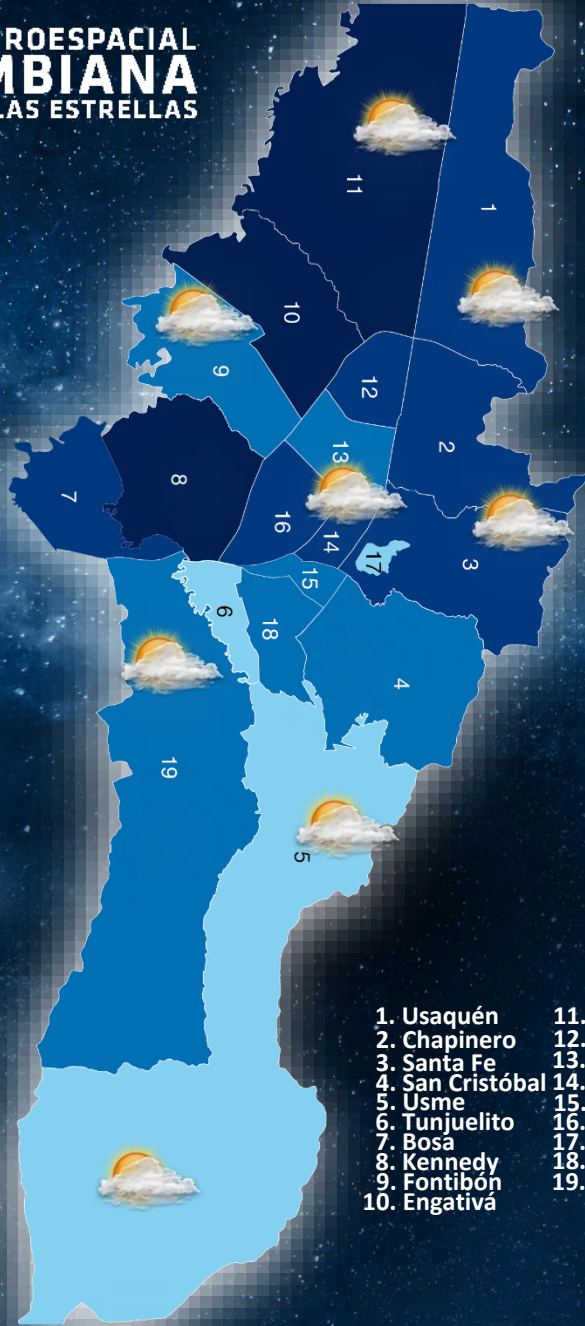 ROESPACIAL
MBIANA
LAS ESTRELLAS
11
1
10
9
12
2
13
8
7
16
14
17
3
15
6
18
4
19
5
1. Usaquén
2. Chapinero
3. Santa Fe
4. San Cristóbal
5. Usme
6. Tunjuelito
7. Bosa
8. Kennedy
9. Fontibón
10. Engativá
11.
12.
13.
14.
15.
16.
17.
18.
19.